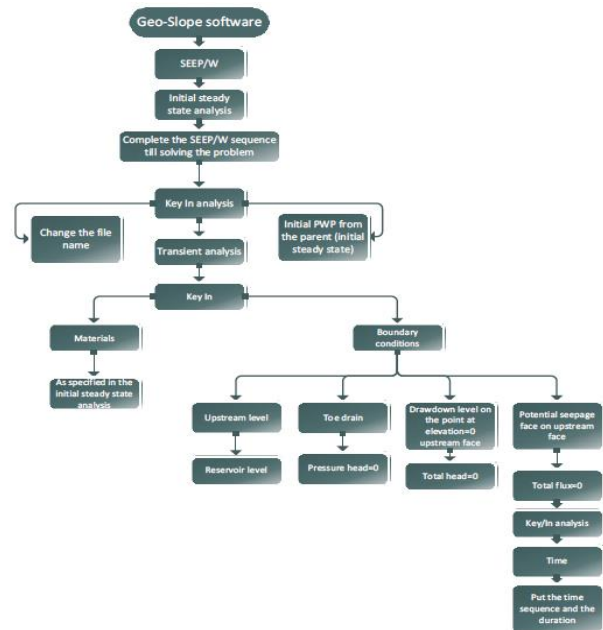 Geo-Slope software
SEEP/W
Initial steady
state analysis
Complete the SEEP/W sequence
till solving the problem
Key In analysis
Change the file
name
Initial PWP from
the parent (initial
steady state)
Transient analysis
Key In
Materials
Boundary
conditions
As specified in the
initial steady state
analysis
Upstream level
Toe drain
Drawdown level on
the point at
elevation=0
upstream face
Potential seepage
face on upstream
face
Reservoir level
Pressure head=0
Total head=0
Total flux=0
Key/In analysis
Time
Put the time
sequence and the
duration